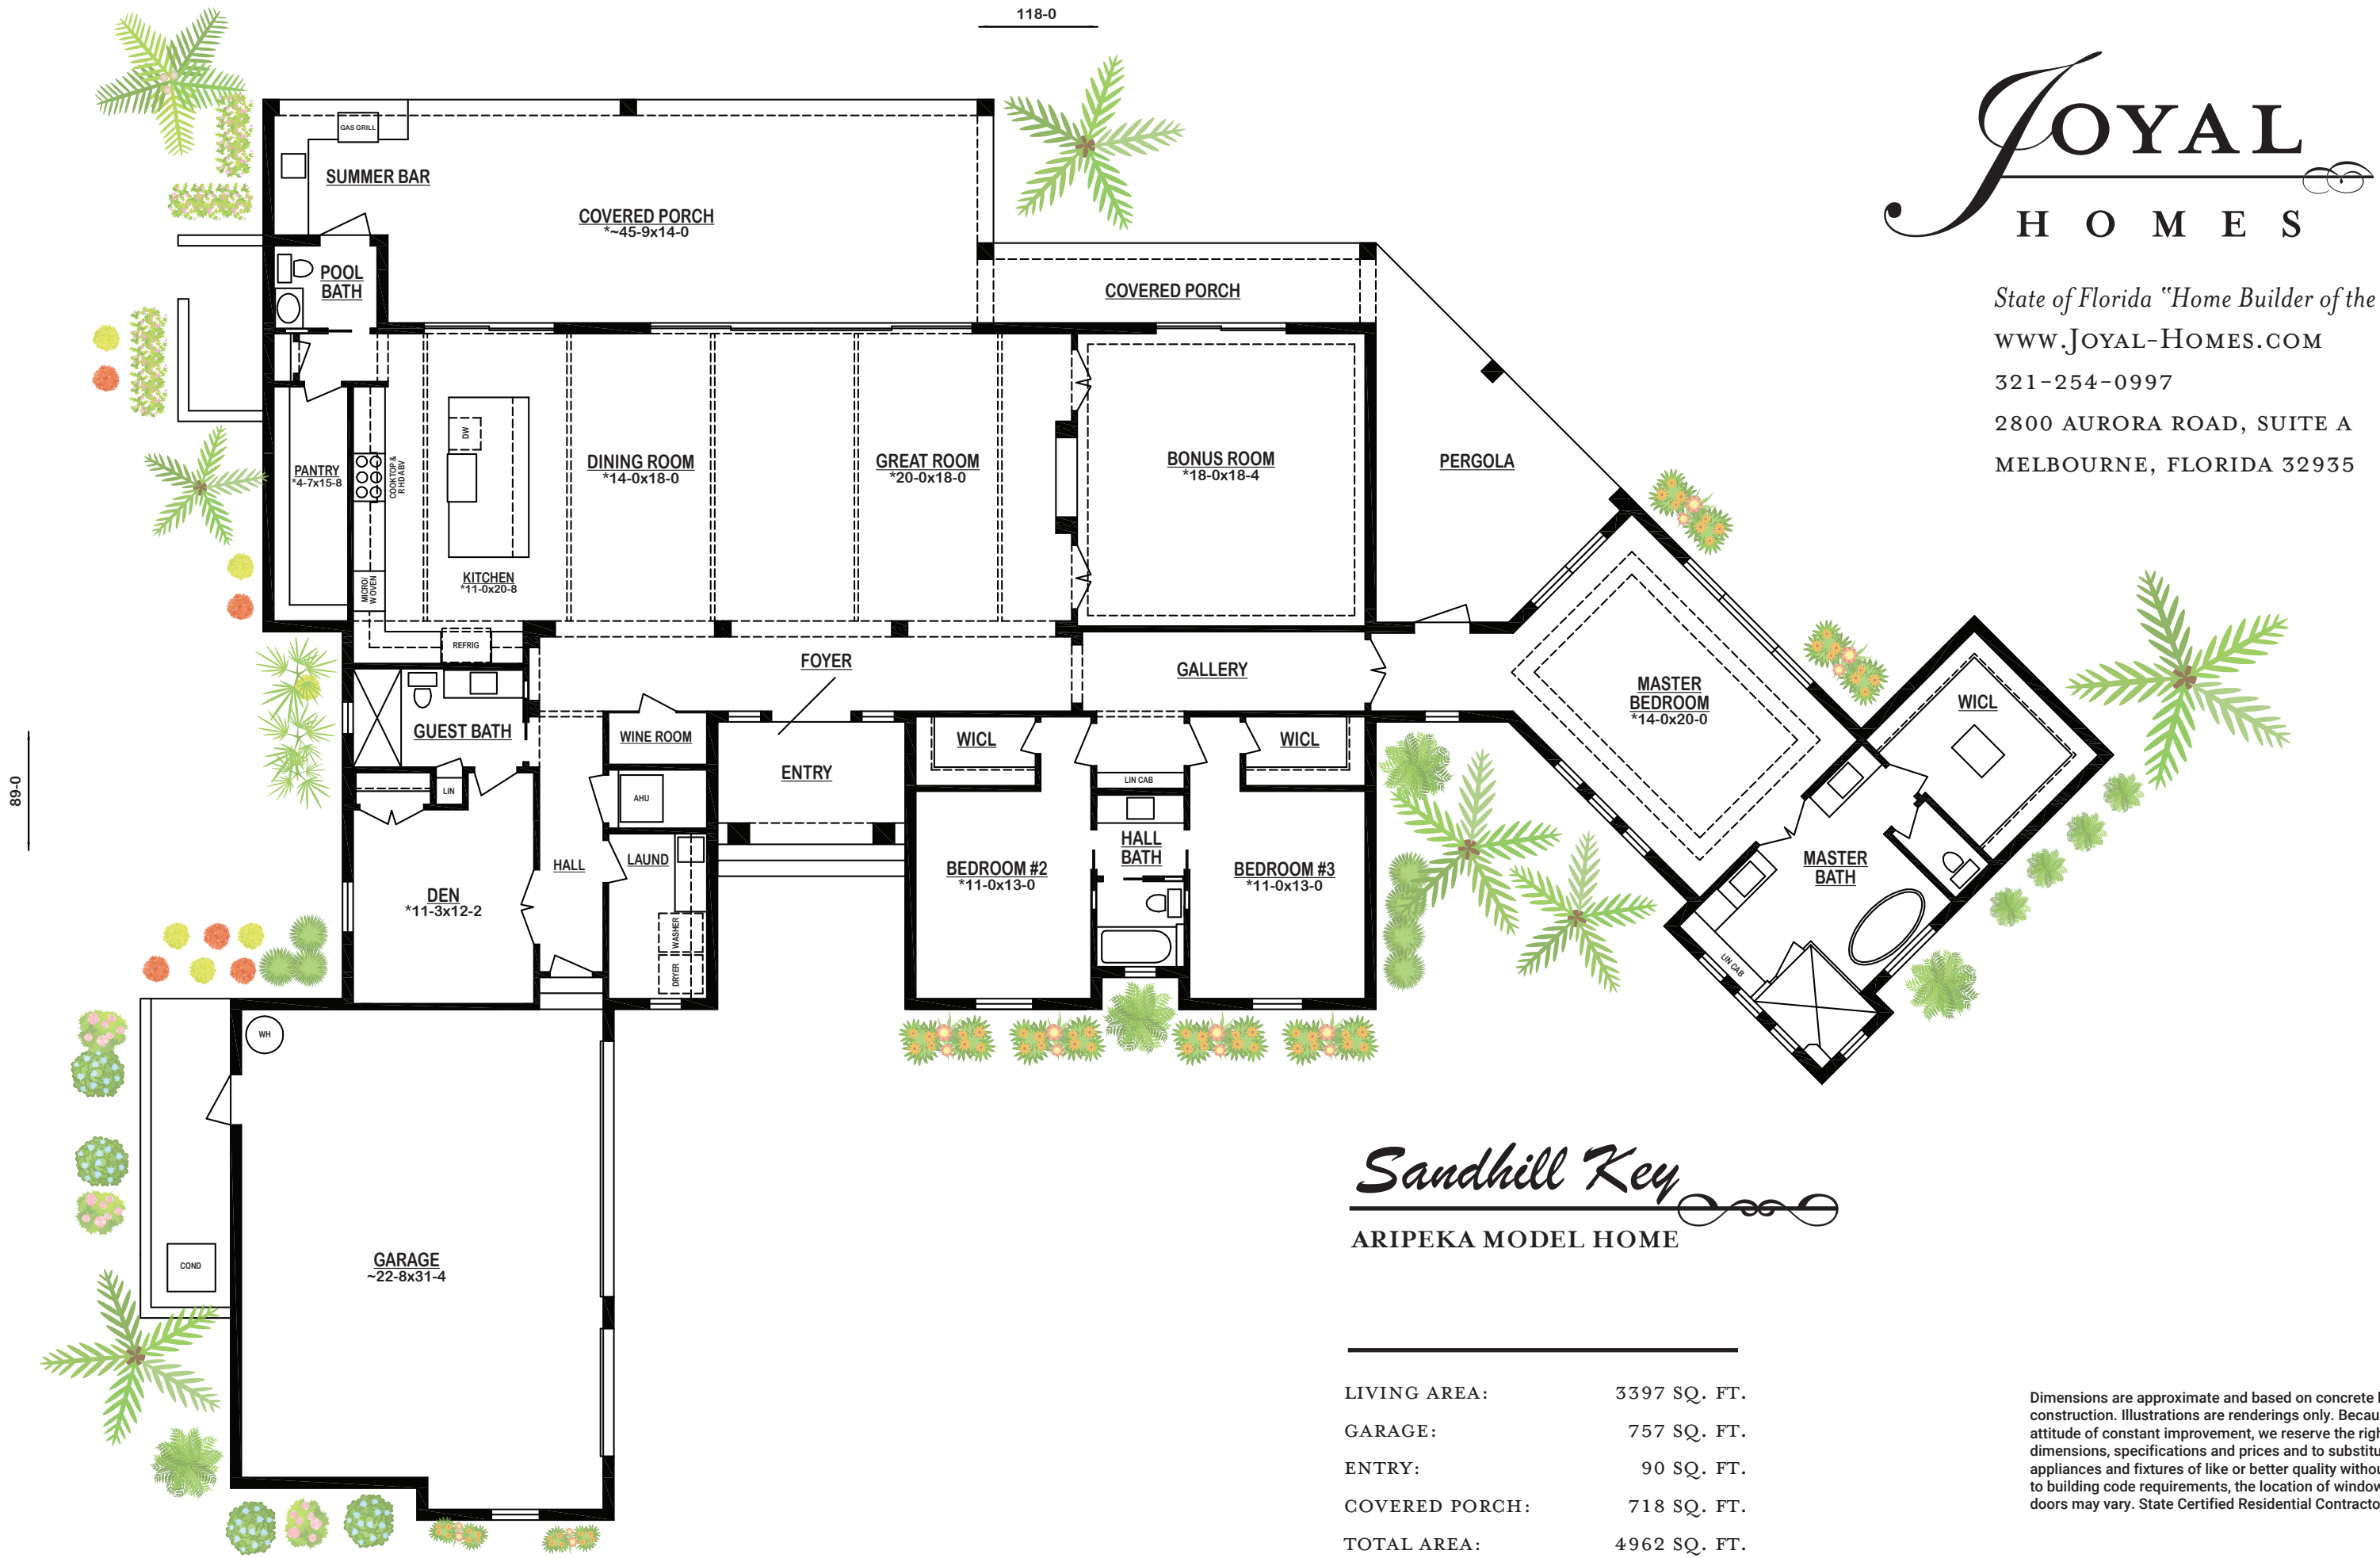 118-0
JOYAL
HOMES
State of Florida "Home Builder of the
www.Joyal-Homes.com
321-254-0997
2800 AURORA ROAD, SUITE A
MELBOURNE, FLORIDA 32935
GAS GRILL
SUMMER BAR
COVERED PORCH
*~45-9x14-0
POOL
BATH
COVERED PORCH
PANTRY
*4-7x15-8
COOKTOP &
RHD ABV
DW
DINING ROOM
*14-0x18-0
GREAT ROOM
*20-0x18-0
BONUS ROOM
*18-0x18-4
PERGOLA
MICRO/
W OVEN
KITCHEN
*11-0x20-8
REFRIG
FOYER
GALLERY
MASTER
BEDROOM
*14-0x20-0
WICL
GUEST BATH
WINE ROOM
WICL
WICL
ENTRY
LIN CAB
LIN
AHU
89-0
HALL
LAUND
HALL
BATH
BEDROOM #2
*11-0x13-0
BEDROOM #3
*11-0x13-0
MASTER
BATH
DEN
*11-3x12-2
WASHER
DRYER
LIN CAB
WH
GARAGE
~22-8x31-4
COND
Sandhill Key
ARIPEKA MODEL HOME
LIVING AREA: 3397 SQ. FT.
GARAGE: 757 SQ. FT.
ENTRY: 90 SQ. FT.
COVERED PORCH: 718 SQ. FT.
TOTAL AREA: 4962 SQ. FT.
Dimensions are approximate and based on concrete
construction. Illustrations are renderings only.
attitude of constant improvement, we reserve the
dimensions, specifications and prices and to
appliances and fixtures of like or better quality
to building code requirements, the location of
doors may vary. State Certified Residential